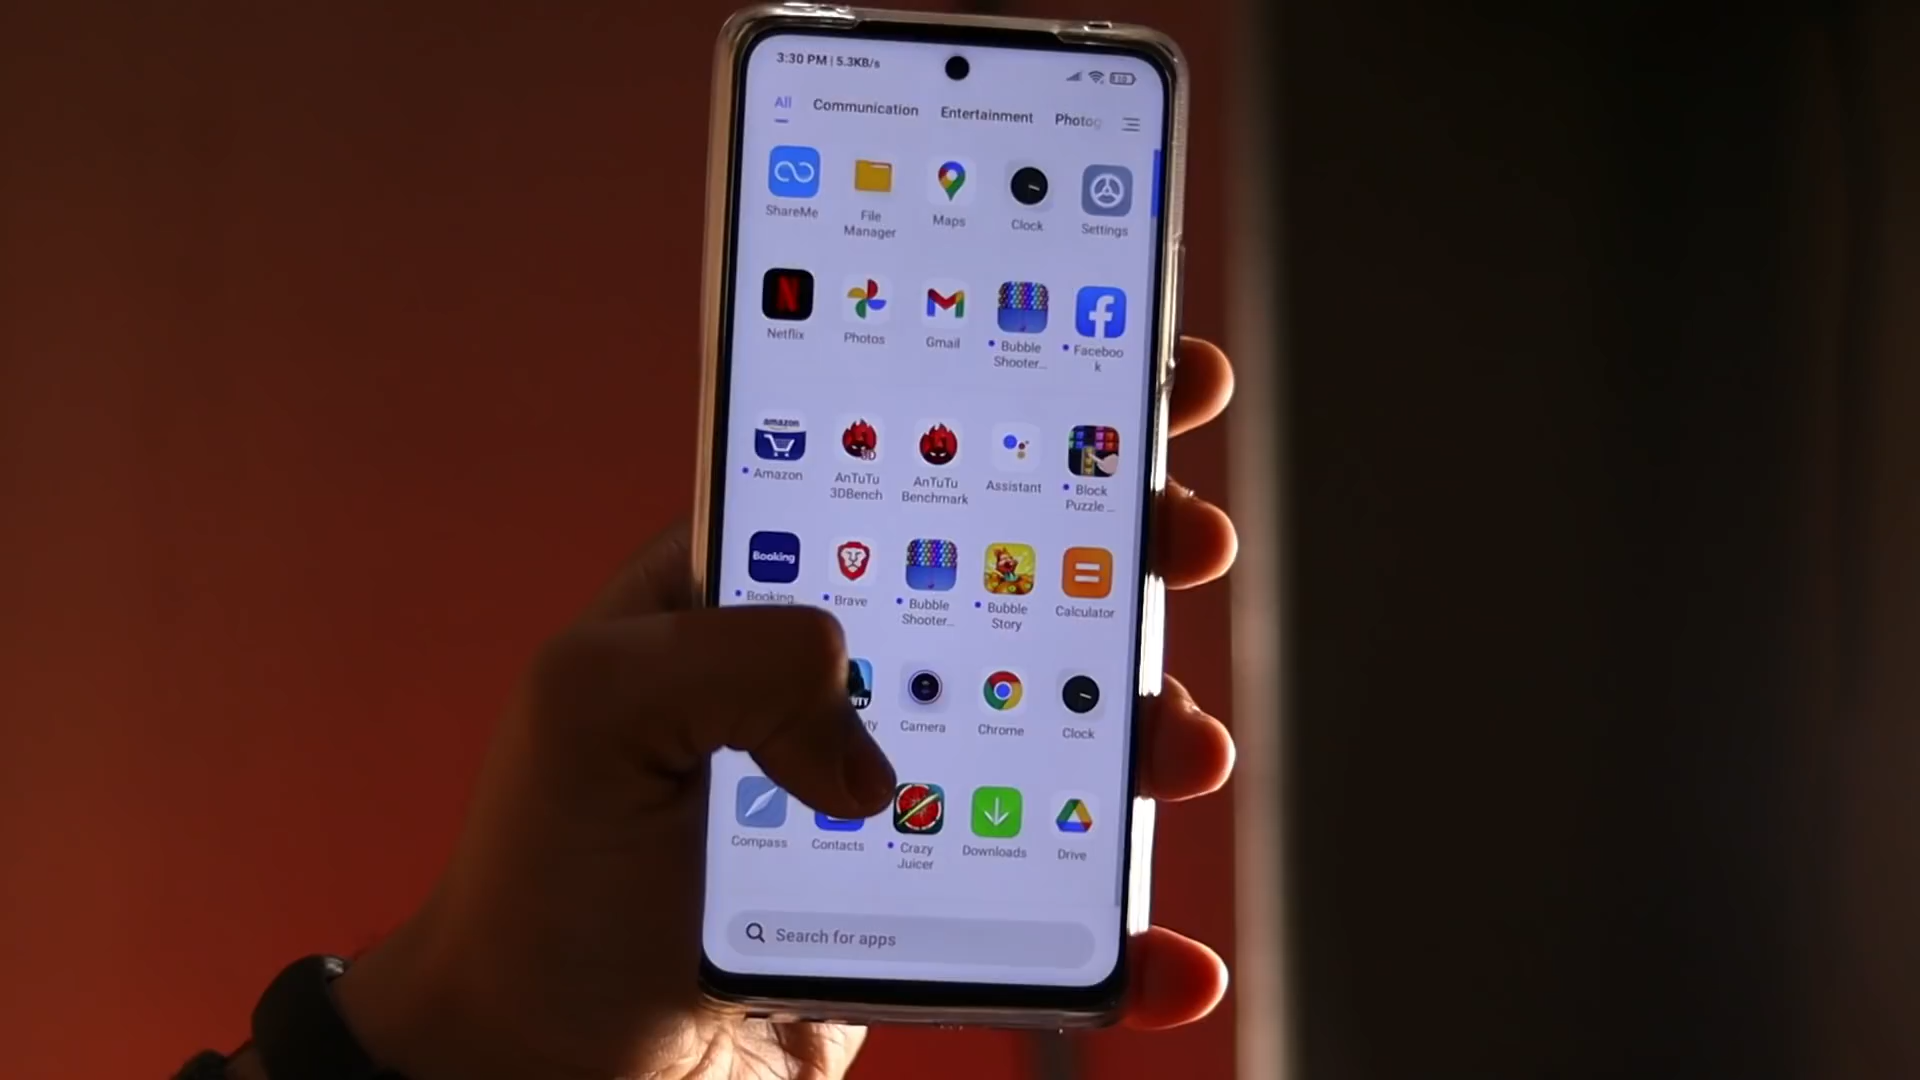 3:30 PM | 5.3KB/s
All Communication Entertainment Photog
ShareMe
File
Manager
Maps
Clock
Settings
Netflix
Photos
Gmail
Bubble
Shooter...
Faceboo
k
amazon
Amazon
3D
AnTuTu
3DBench
AnTuTu
Benchmark
Assistant
Block
Puzzle ...
Booking
Booking.
Brave
Bubble
Shooter...
Bubble
Story
Calculator
Camera
Chrome
Clock
Compass
Contacts
Crazy
Juicer
Downloads
Drive
Search for apps